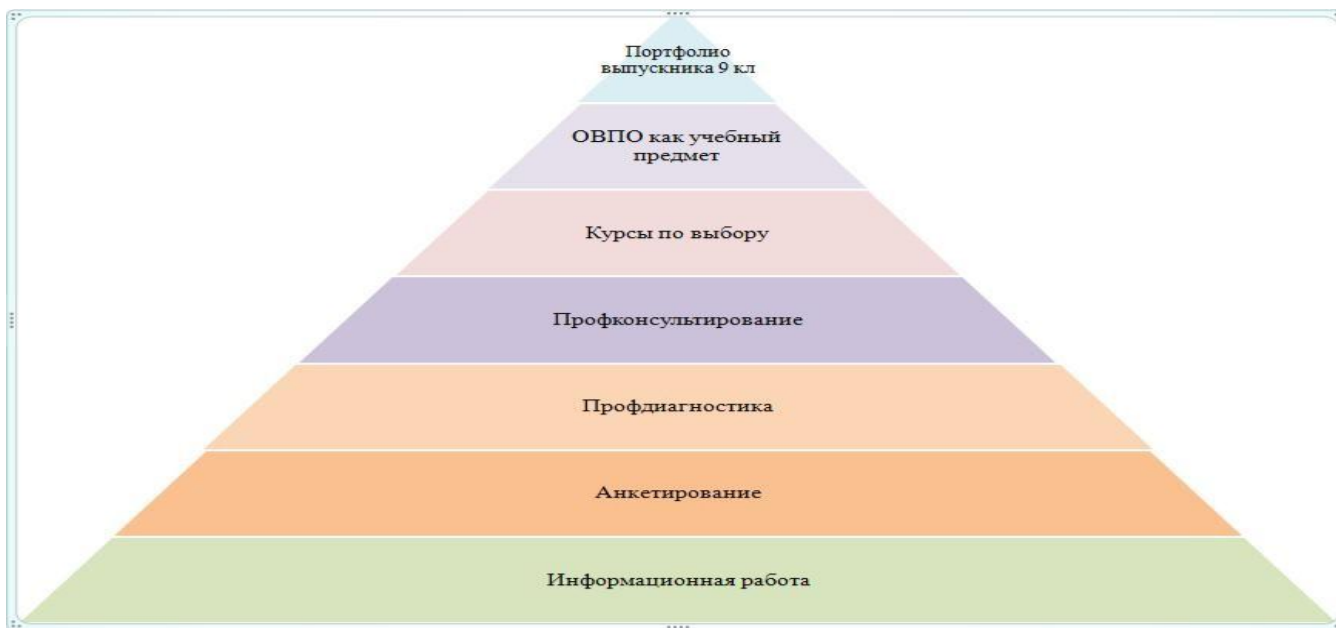 Портфолио
выпускника 9 кл
ОВПО как учебный
предмет
Курсы по выбору
Профконсультирование
Профдиагностика
Анкетирование
Информационная работа